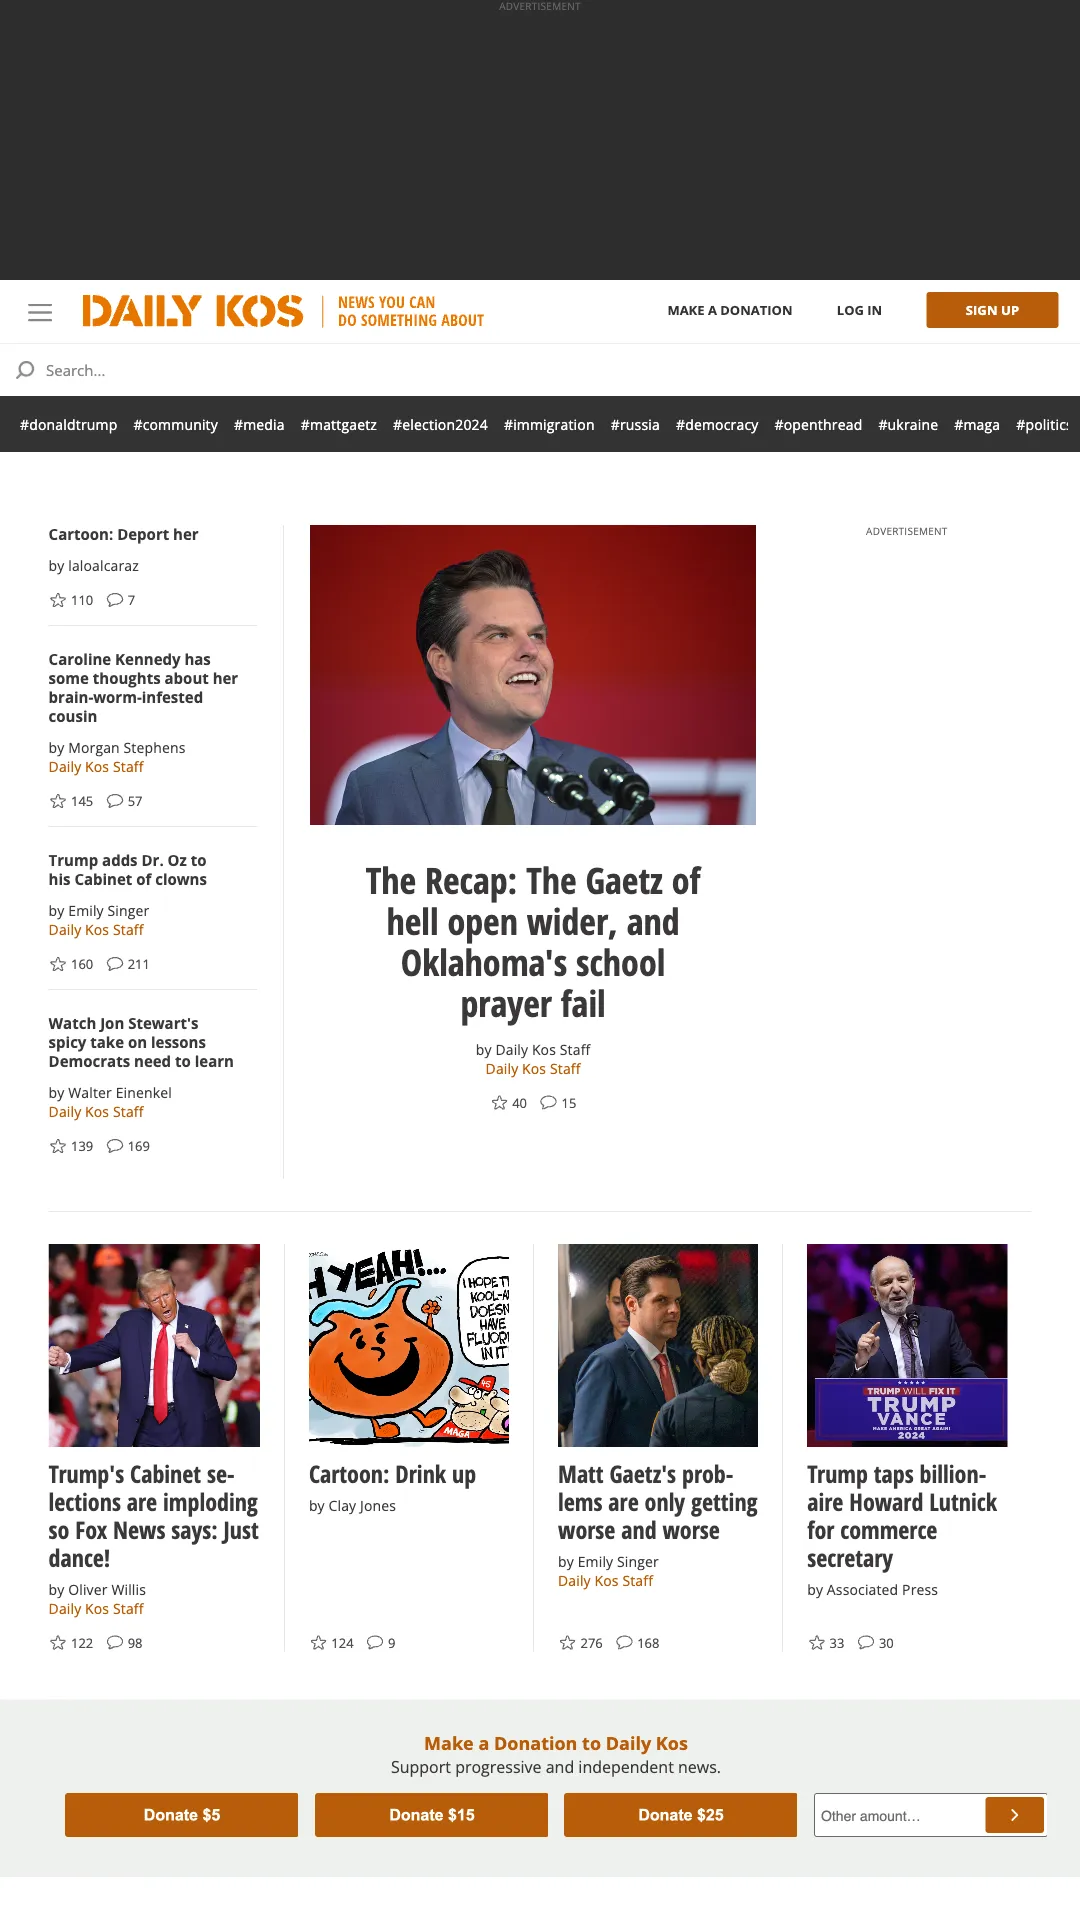 ADVERTISEMENT
DAILY KOS
NEWS YOU CAN
DO SOMETHING ABOUT
MAKE A DONATION
LOG IN
SIGN UP
Search...
#donaldtrump #community #media #mattgaetz #election2024 #immigration #russia #democracy #openthread #ukraine #maga #politics
Cartoon: Deport her
by laloalcaraz
110 7
Caroline Kennedy has
some thoughts about her
brain-worm-infested
cousin
by Morgan Stephens
Daily Kos Staff
145 57
Trump adds Dr. Oz to
his Cabinet of clowns
by Emily Singer
Daily Kos Staff
160 211
Watch Jon Stewart's
spicy take on lessons
Democrats need to learn
by Walter Einenkel
Daily Kos Staff
139 169
The Recap: The Gaetz of
hell open wider, and
Oklahoma's school
prayer fail
by Daily Kos Staff
Daily Kos Staff
40 15
ADVERTISEMENT
Trump's Cabinet se-
lections are imploding
so Fox News says: Just
dance!
by Oliver Willis
Daily Kos Staff
122 98
H YEAH!...
I HOPE T
KOOL-A
DOESN
HAVE
FLUOR
IN IT
45
MAGA
Cartoon: Drink up
by Clay Jones
124 9
Matt Gaetz's prob-
lems are only getting
worse and worse
by Emily Singer
Daily Kos Staff
276 168
TRUMP WILL FIX IT
TRUMP
VANCE
MAKE AMERICA GREAT AGAIN!
2024
Trump taps billion-
aire Howard Lutnick
for commerce
secretary
by Associated Press
33 30
Make a Donation to Daily Kos
Support progressive and independent news.
Donate $5
Donate $15
Donate $25
Other amount...